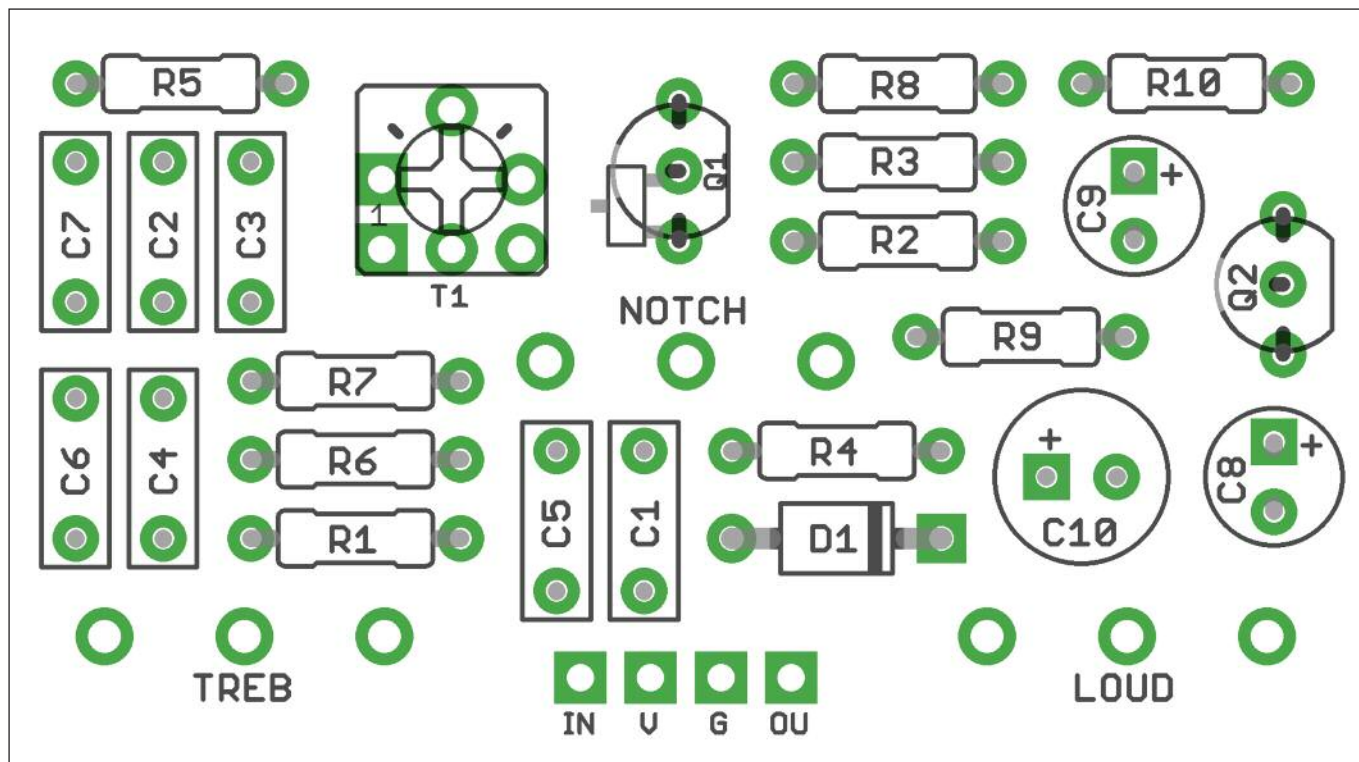 R5
R8
R10
C7
C2
C3
1
T1
Q1
R3
R2
C9
+
Q2
NOTCH
R9
R7
R6
R1
C6
C4
C5
C1
R4
D1
+
C10
C8
+
TREB
LOUD
IN V G OU